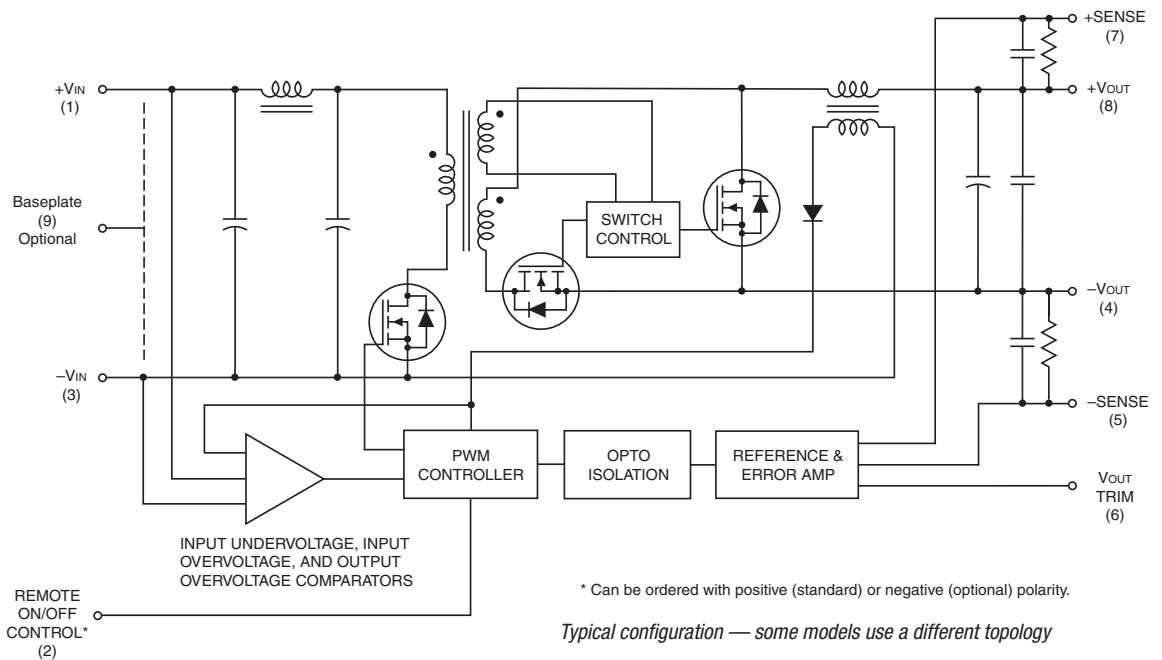 +SENSE
(7)
+VIN
(1)
+VOUT
(8)
Baseplate
(9)
Optional
SWITCH
CONTROL
−VOUT
(4)
−VIN
(3)
−SENSE
(5)
PWM
CONTROLLER
OPTO
ISOLATION
REFERENCE &
ERROR AMP
VOUT
TRIM
(6)
INPUT UNDERVOLTAGE, INPUT
OVERVOLTAGE, AND OUTPUT
OVERVOLTAGE COMPARATORS
REMOTE
ON/OFF
CONTROL*
(2)
* Can be ordered with positive (standard) or negative (optional) polarity.
Typical configuration — some models use a different topology